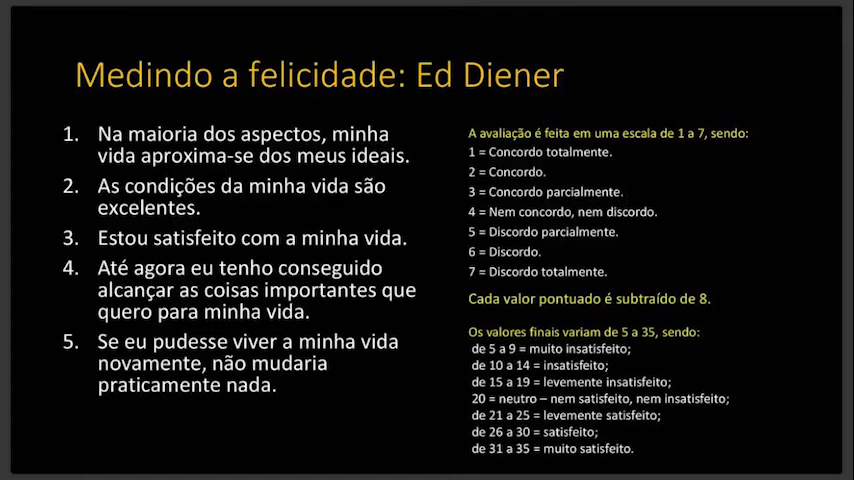 Medindo a felicidade: Ed Diener
1. Na maioria dos aspectos, minha
vida aproxima-se dos meus ideais.
2. As condições da minha vida são
excelentes.
3. Estou satisfeito com a minha vida.
4. Até agora eu tenho conseguido
alcançar as coisas importantes que
quero para minha vida.
5. Se eu pudesse viver a minha vida
novamente, não mudaria
praticamente nada.
A avaliação é feita em uma escala de 1 a 7, sendo:
1 = Concordo totalmente.
2 = Concordo.
3 = Concordo parcialmente.
4 = Nem concordo, nem discordo.
5 = Discordo parcialmente.
6 = Discordo.
7 = Discordo totalmente.
Cada valor pontuado é subtraído de 8.
Os valores finais variam de 5 a 35, sendo:
de 5 a 9 = muito insatisfeito;
de 10 a 14 = insatisfeito;
de 15 a 19 = levemente insatisfeito;
20 = neutro – nem satisfeito, nem insatisfeito;
de 21 a 25 = levemente satisfeito;
de 26 a 30 = satisfeito;
de 31 a 35 = muito satisfeito.